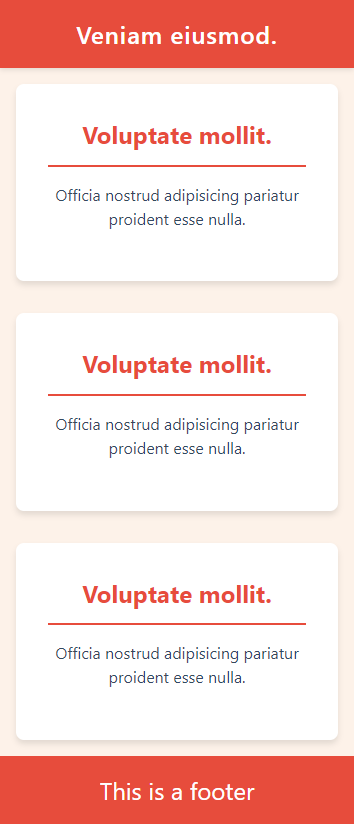 Veniam eiusmod.
Voluptate mollit.
Officia nostrud adipisicing pariatur
proident esse nulla.
Voluptate mollit.
Officia nostrud adipisicing pariatur
proident esse nulla.
Voluptate mollit.
Officia nostrud adipisicing pariatur
proident esse nulla.
This is a footer